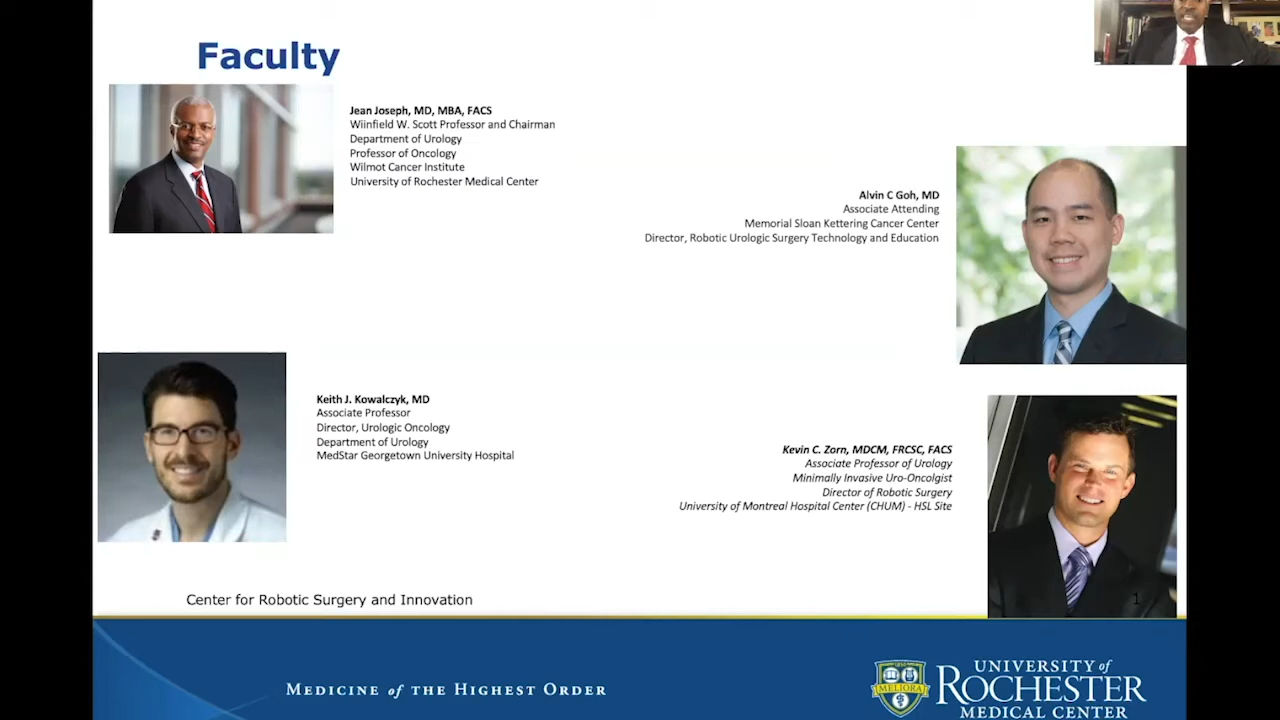 Faculty
Jean Joseph, MD, MBA, FACS
Wiinfield W. Scott Professor and Chairman
Department of Urology
Professor of Oncology
Wilmot Cancer Institute
University of Rochester Medical Center
Alvin C Goh, MD
Associate Attending
Memorial Sloan Kettering Cancer Center
Director, Robotic Urologic Surgery Technology and Education
Keith J. Kowalczyk, MD
Associate Professor
Director, Urologic Oncology
Department of Urology
MedStar Georgetown University Hospital
Kevin C. Zorn, MDCM, FRCSC, FACS
Associate Professor of Urology
Minimally Invasive Uro-Oncolgist
Director of Robotic Surgery
University of Montreal Hospital Center (CHUM) - HSL Site
Center for Robotic Surgery and Innovation
1
MEDICINE of THE HIGHEST ORDER
MELIORA
UNIVERSITY of
ROCHESTER
MEDICAL CENTER